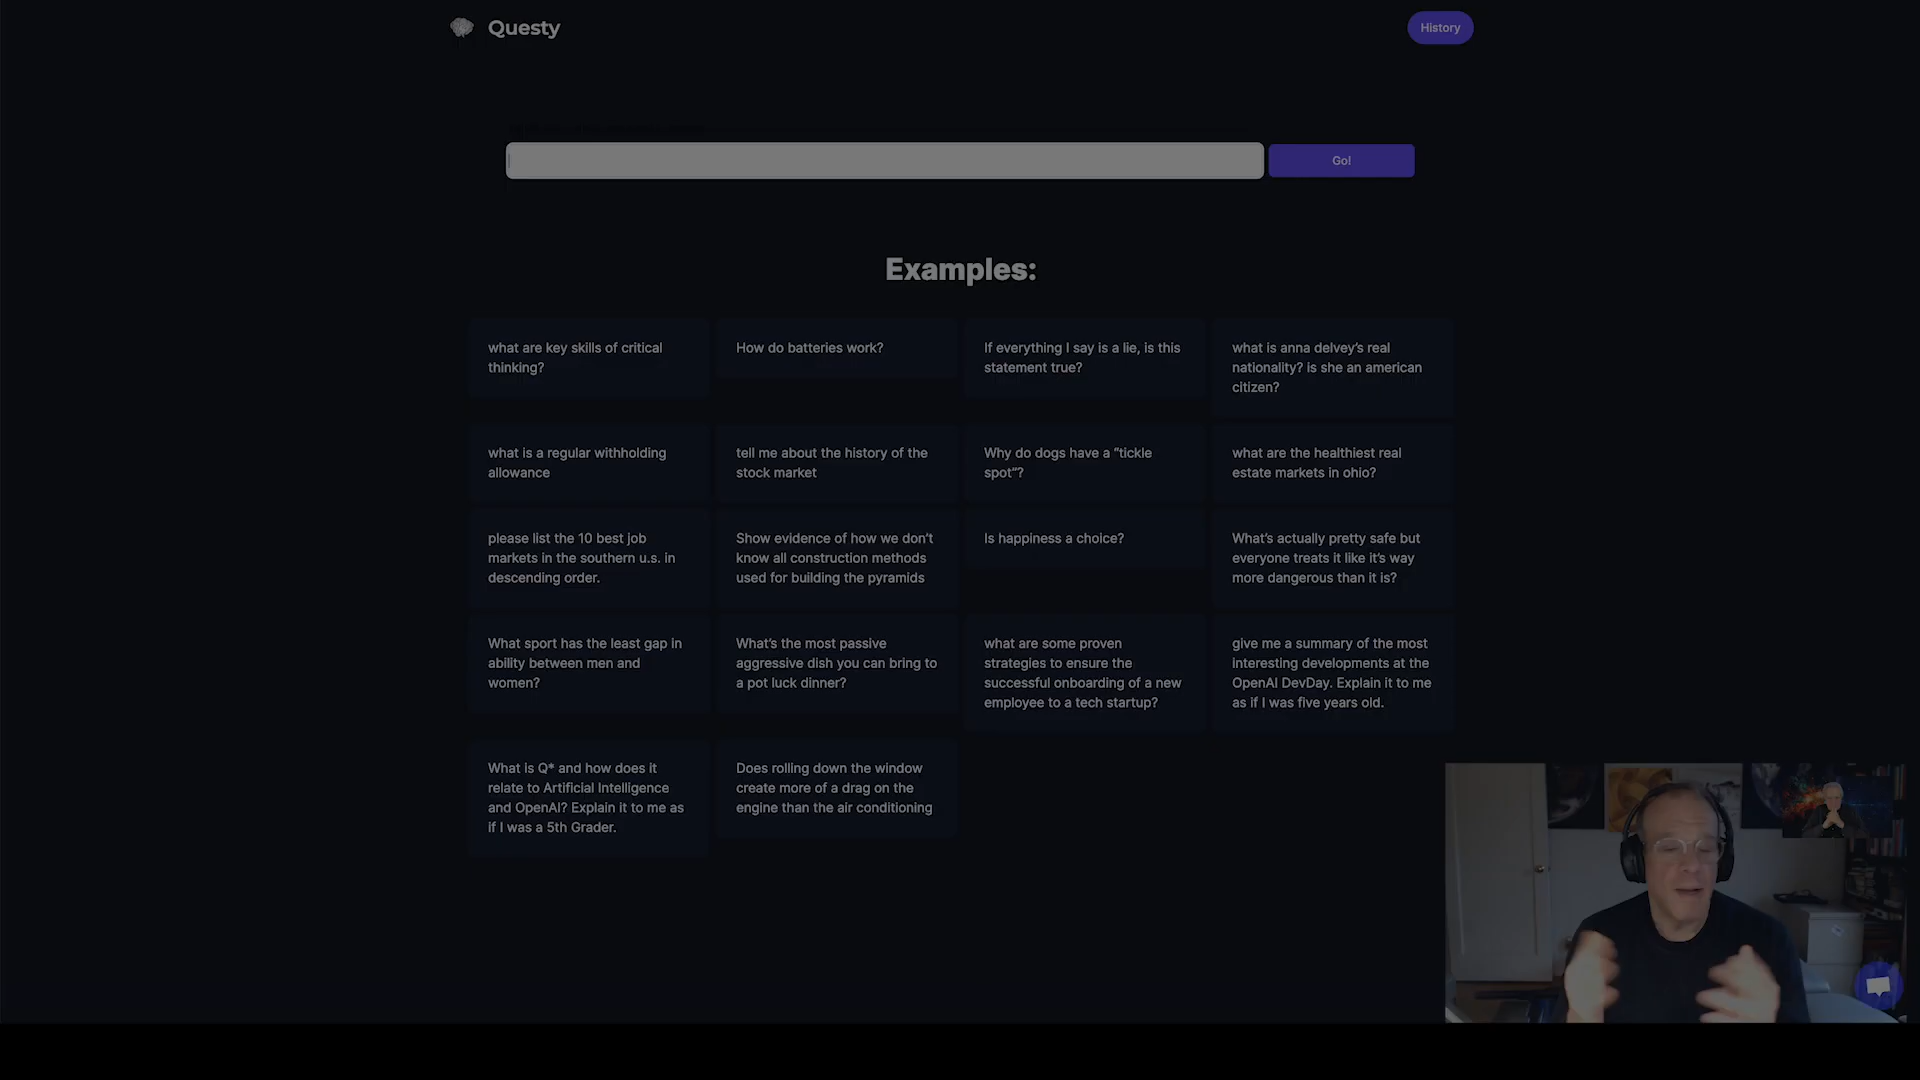 Questy
History
Go!
Examples:
what are key skills of critical
thinking?
How do batteries work?
If everything I say is a lie, is this
statement true?
what is anna delvey's real
nationality? is she an american
citizen?
what is a regular withholding
allowance
tell me about the history of the
stock market
Why do dogs have a "tickle
spot"?
what are the healthiest real
estate markets in ohio?
please list the 10 best job
markets in the southern u.s. in
descending order.
Show evidence of how we don't
know all construction methods
used for building the pyramids
Is happiness a choice?
What's actually pretty safe but
everyone treats it like it's way
more dangerous than it is?
What sport has the least gap in
ability between men and
women?
What's the most passive
aggressive dish you can bring to
a pot luck dinner?
what are some proven
strategies to ensure the
successful onboarding of a new
employee to a tech startup?
give me a summary of the most
interesting developments at the
OpenAI DevDay. Explain it to me
as if I was five years old.
What is Q* and how does it
relate to Artificial Intelligence
and OpenAI? Explain it to me as
if I was a 5th Grader.
Does rolling down the window
create more of a drag on the
engine than the air conditioning